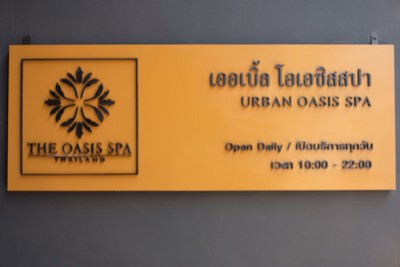 THE OASIS SPA
THAILAND
เออเบิ้ล โอเอซิสสปา
URBAN OASIS SPA
Open Daily / เปิดบริการทุกวัน
เวลา 10:00 - 22:00